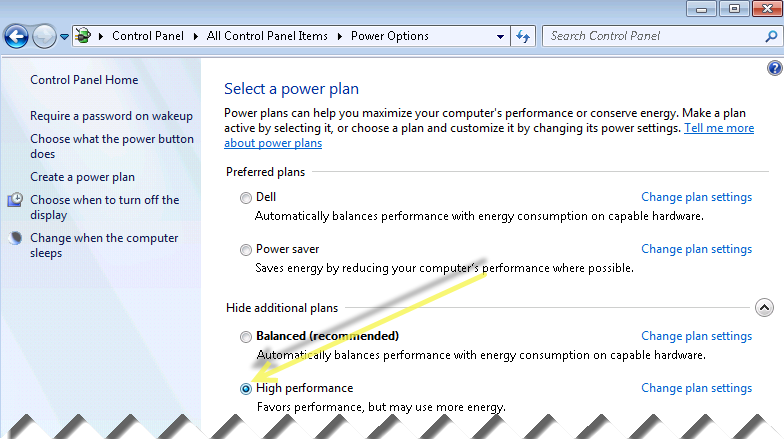 Control Panel ▸ All Control Panel Items ▸ Power Options
Search Control Panel
Control Panel Home
Require a password on wakeup
Choose what the power button
does
Create a power plan
Choose when to turn off the
display
Change when the computer
sleeps
Select a power plan
Power plans can help you maximize your computer's performance or conserve energy. Make a plan
active by selecting it, or choose a plan and customize it by changing its power settings. Tell me more
about power plans
Preferred plans
Dell Change plan settings
Automatically balances performance with energy consumption on capable hardware.
Power saver Change plan settings
Saves energy by reducing your computer's performance where possible.
Hide additional plans
Balanced (recommended) Change plan settings
Automatically balances performance with energy consumption on capable hardware.
High performance Change plan settings
Favors performance, but may use more energy.